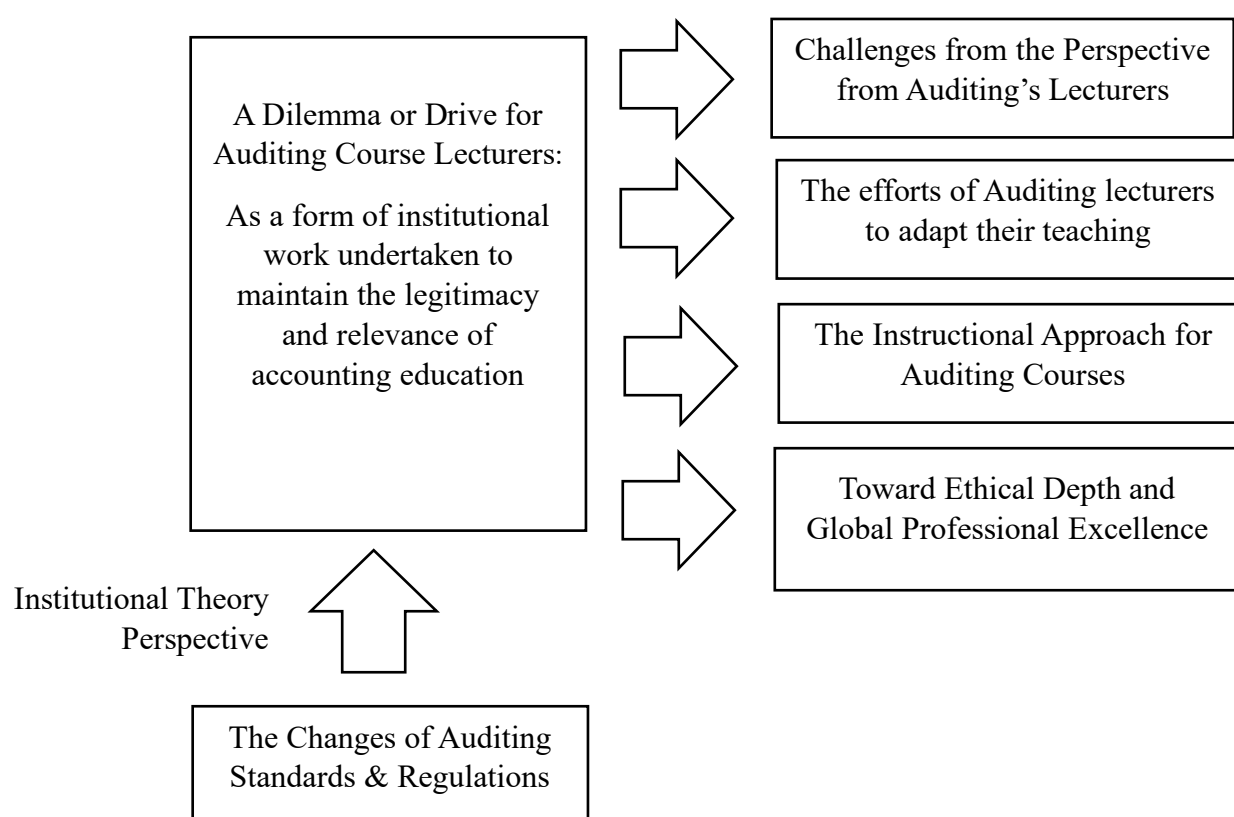 A Dilemma or Drive for
Auditing Course Lecturers:
As a form of institutional
work undertaken to
maintain the legitimacy
and relevance of
accounting education
Challenges from the Perspective
from Auditing’s Lecturers
The efforts of Auditing lecturers
to adapt their teaching
The Instructional Approach for
Auditing Courses
Toward Ethical Depth and
Global Professional Excellence
Institutional Theory
Perspective
The Changes of Auditing
Standards & Regulations